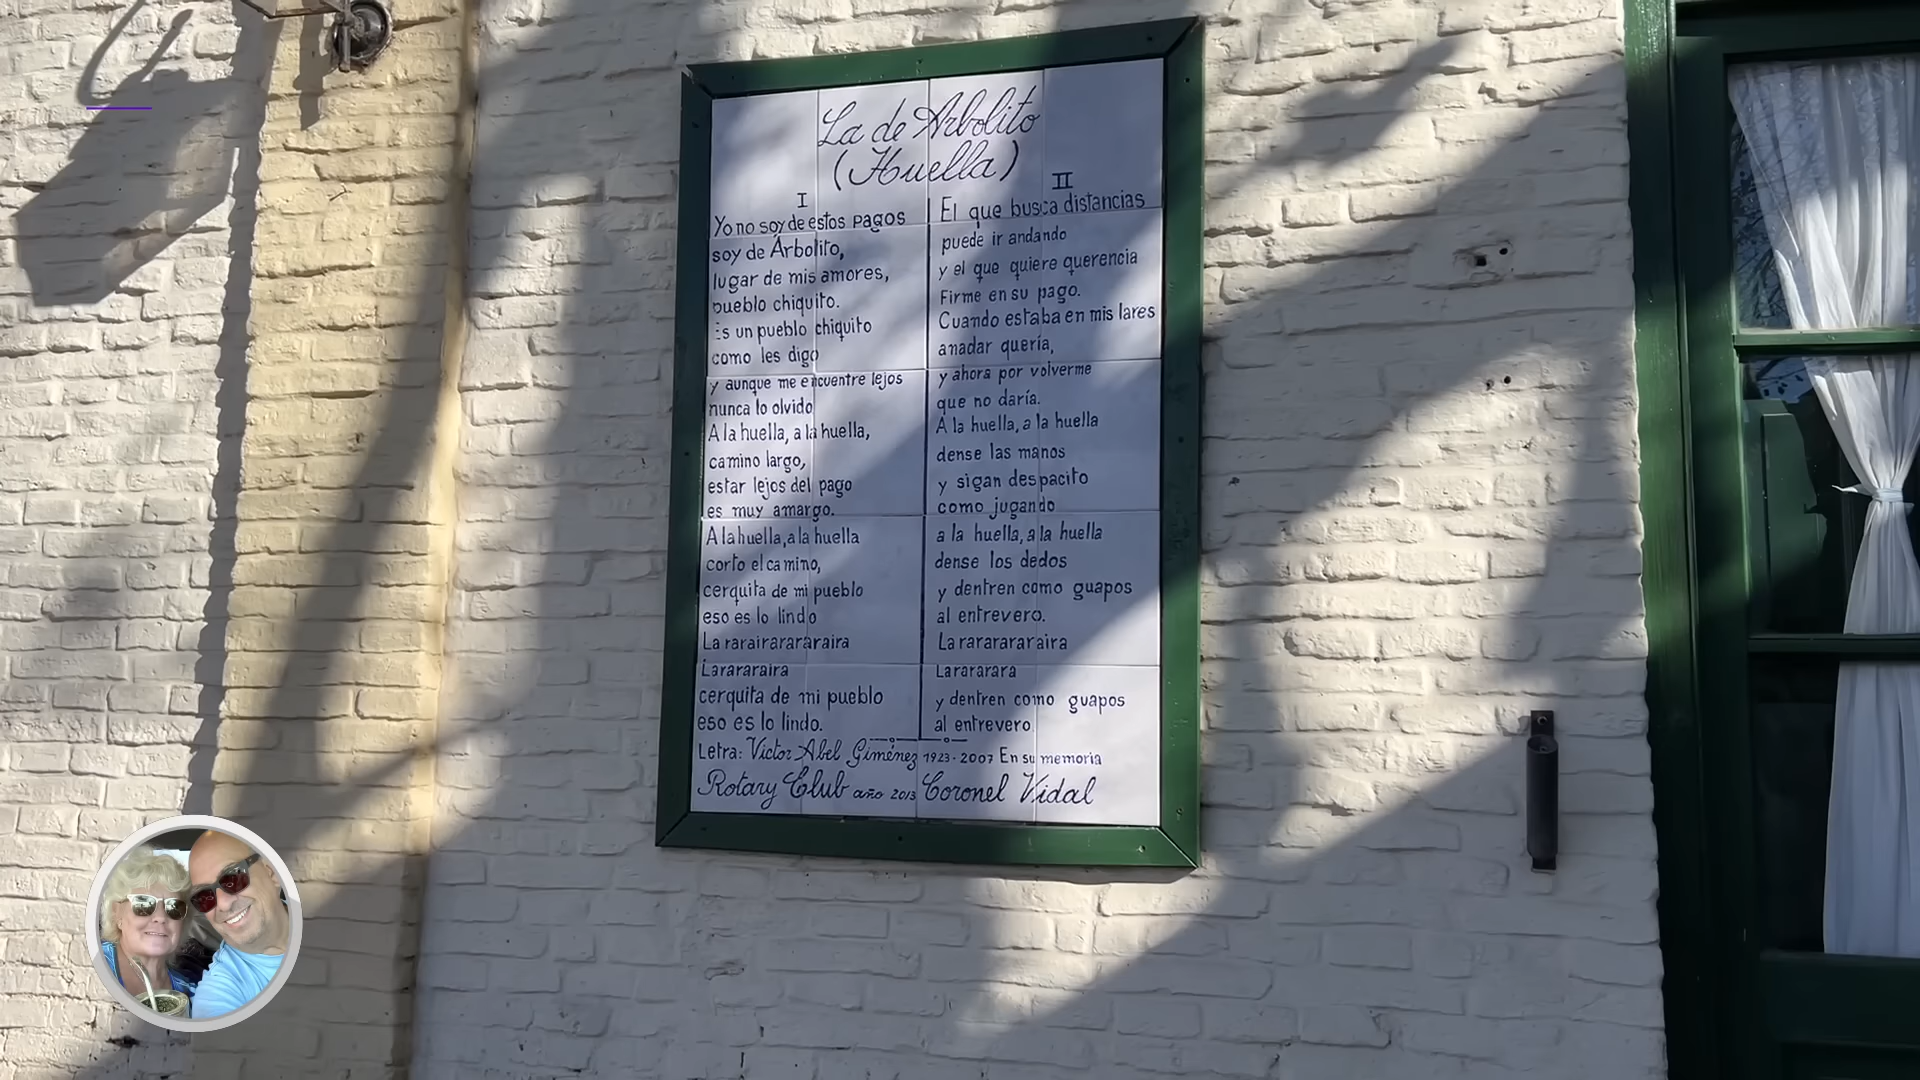 La de Arbolito
(Huella)
I
Yo no soy de estos pagos
soy de Arbolito,
lugar de mis amores,
pueblo chiquito.
Es un pueblo chiquito
como les digo
y aunque me encuentre lejos
nunca lo olvido
A la huella, a la huella,
camino largo,
estar lejos del pago
es muy amargo.
A la huella, a la huella
corto el camino,
cerquita de mi pueblo
eso es lo lindo
La rarairarararaira
Larararaira
cerquita de mi pueblo
eso es lo lindo.
II
El que busca distancias
puede ir andando
y el que quiere querencia
Firme en su pago.
Cuando estaba en mis lares
anadar quería,
y ahora por volverme
que no daría.
A la huella, a la huella
dense las manos
y sigan despacito
como jugando
a la huella, a la huella
dense los dedos
y dentren como guapos
al entrevero.
La rarararararaira
Larararara
y dentren como guapos
al entrevero
Letra: Victor Abel Giménez 1923-2007 En su memoria
Rotary Club año 2013 Coronel Vidal